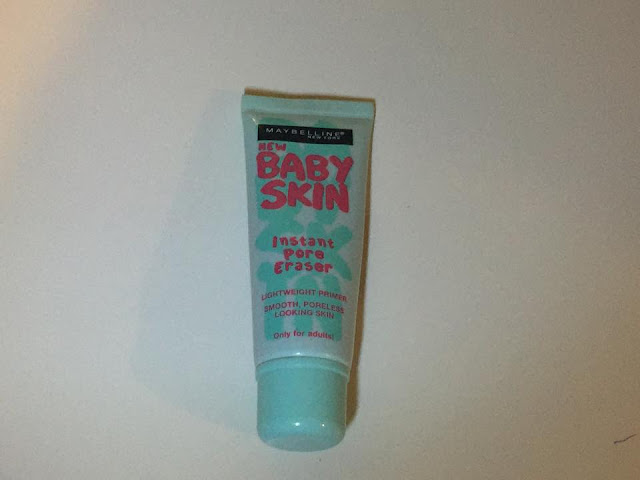 MAYBELLINE®
NEW YORK
NEW
BABY
SKIN
Instant
Pore
Eraser
LIGHTWEIGHT PRIMER
SMOOTH, PORELESS
LOOKING SKIN
Only for adults!